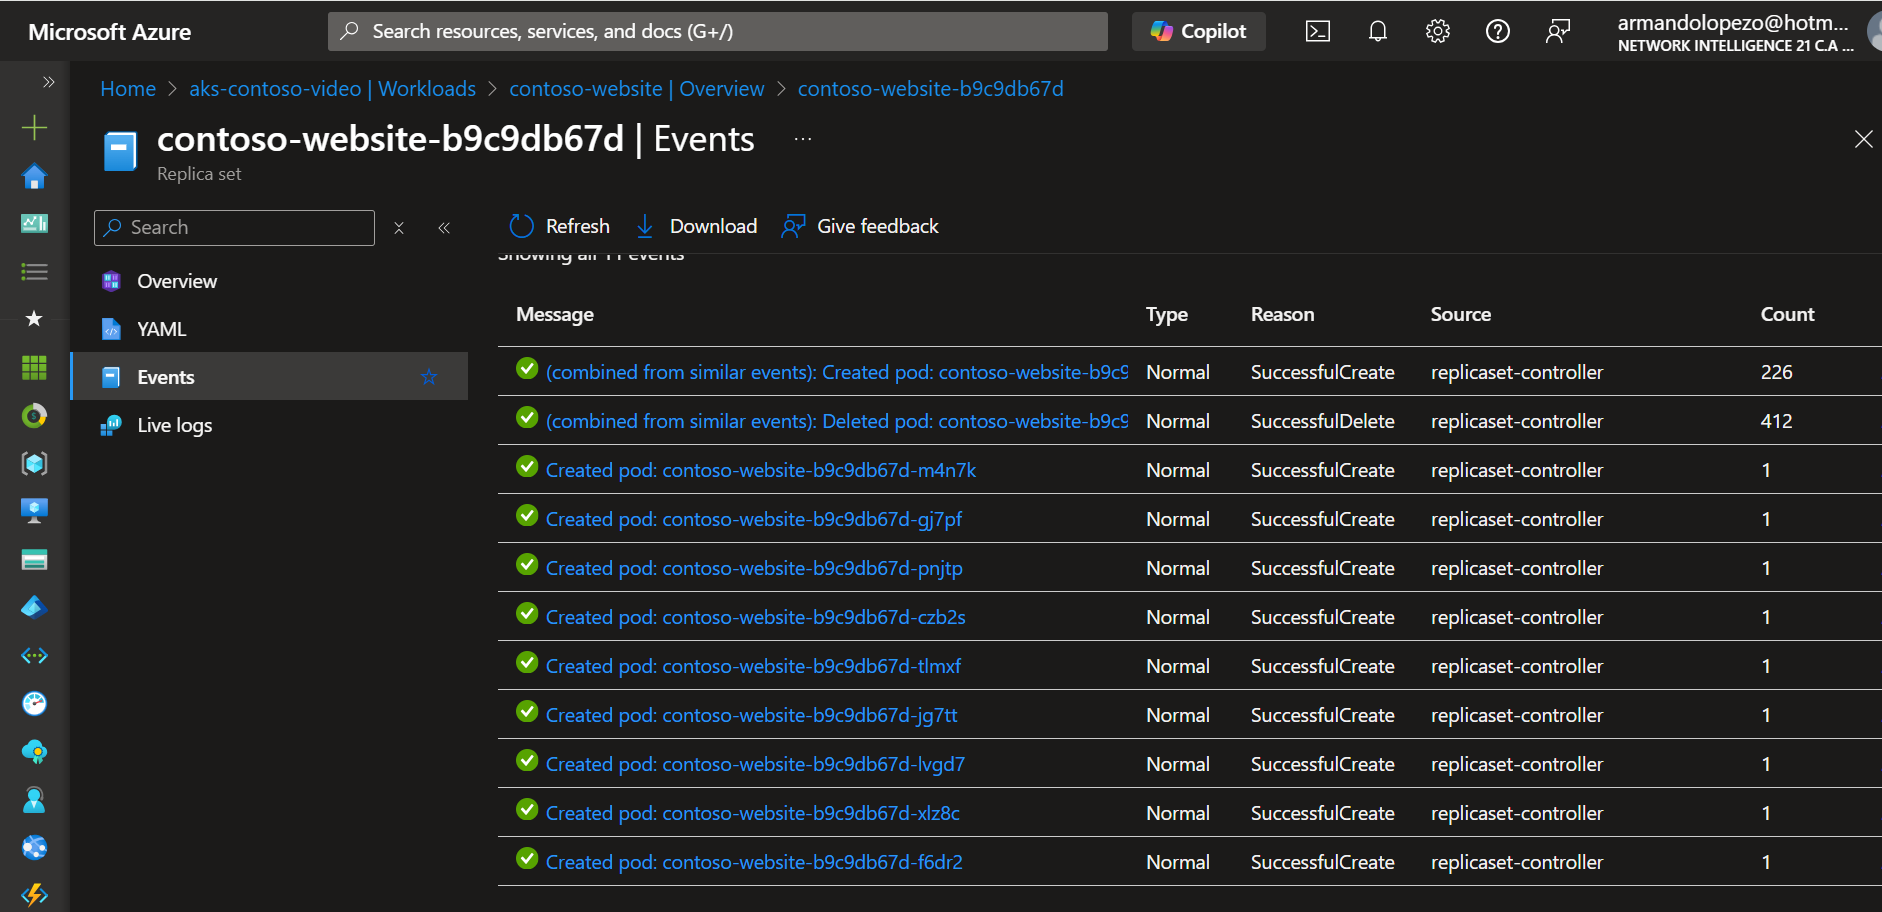 Microsoft Azure
Search resources, services, and docs (G+/)
Copilot
armandolopezo@hotm...
NETWORK INTELLIGENCE 21 C.A ...
Home > aks-contoso-video | Workloads > contoso-website | Overview > contoso-website-b9c9db67d
contoso-website-b9c9db67d | Events ...
Replica set
Search
Overview
YAML
Events
Live logs
Refresh
Download
Give feedback
Showing all 11 events
Message Type Reason Source Count
(combined from similar events): Created pod: contoso-website-b9c9 Normal SuccessfulCreate replicaset-controller 226
(combined from similar events): Deleted pod: contoso-website-b9c9 Normal SuccessfulDelete replicaset-controller 412
Created pod: contoso-website-b9c9db67d-m4n7k Normal SuccessfulCreate replicaset-controller 1
Created pod: contoso-website-b9c9db67d-gj7pf Normal SuccessfulCreate replicaset-controller 1
Created pod: contoso-website-b9c9db67d-pnjtp Normal SuccessfulCreate replicaset-controller 1
Created pod: contoso-website-b9c9db67d-czb2s Normal SuccessfulCreate replicaset-controller 1
Created pod: contoso-website-b9c9db67d-tlmxf Normal SuccessfulCreate replicaset-controller 1
Created pod: contoso-website-b9c9db67d-jg7tt Normal SuccessfulCreate replicaset-controller 1
Created pod: contoso-website-b9c9db67d-lvgd7 Normal SuccessfulCreate replicaset-controller 1
Created pod: contoso-website-b9c9db67d-xlz8c Normal SuccessfulCreate replicaset-controller 1
Created pod: contoso-website-b9c9db67d-f6dr2 Normal SuccessfulCreate replicaset-controller 1